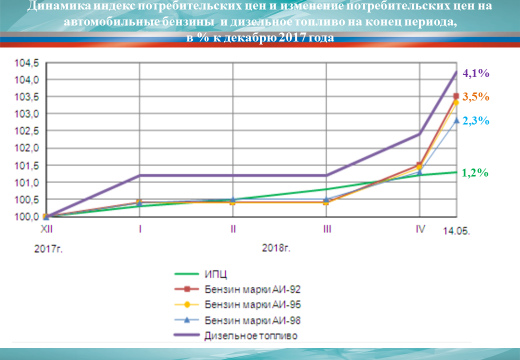 Динамика индекс потребительских цен и изменение потребительских цен на
автомобильные бензины и дизельное топливо на конец периода,
в % к декабрю 2017 года
104,5
104,0
103,5
103,0
102,5
102,0
101,5
101,0
100,5
100,0
4,1%
3,5%
2,3%
1,2%
XII I II III IV 14.05.
2017г. 2018г.
ИПЦ
Бензин марки АИ-92
Бензин марки АИ-95
Бензин марки АИ-98
Дизельное топливо